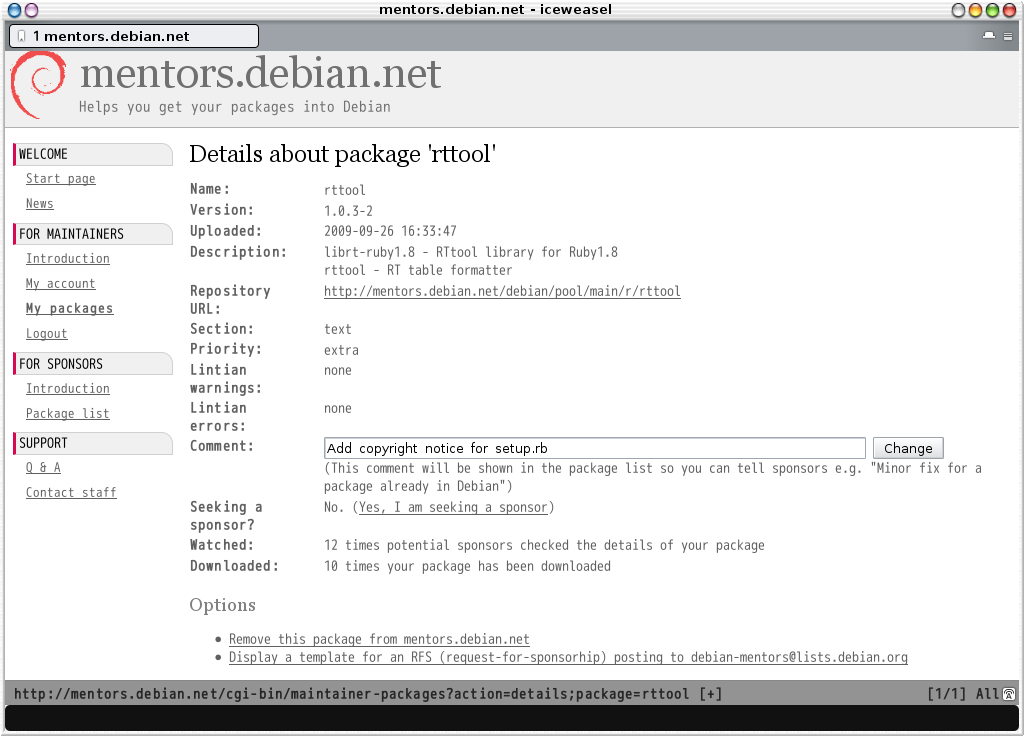 mentors.debian.net - iceweasel
1 mentors.debian.net
mentors.debian.net
Helps you get your packages into Debian
WELCOME
Start page
News
FOR MAINTAINERS
Introduction
My account
My packages
Logout
FOR SPONSORS
Introduction
Package list
SUPPORT
Q & A
Contact staff
Details about package 'rttool'
Name: rttool
Version: 1.0.3-2
Uploaded: 2009-09-26 16:33:47
Description: librt-ruby1.8 - RTtool library for Ruby1.8
rttool - RT table formatter
Repository http://mentors.debian.net/debian/pool/main/r/rttool
URL:
Section: text
Priority: extra
Lintian none
warnings:
Lintian none
errors:
Comment: Add copyright notice for setup.rb Change
(This comment will be shown in the package list so you can tell sponsors e.g. "Minor fix for a
package already in Debian")
Seeking a No. (Yes, I am seeking a sponsor)
sponsor?
Watched: 12 times potential sponsors checked the details of your package
Downloaded: 10 times your package has been downloaded
Options
• Remove this package from mentors.debian.net
• Display a template for an RFS (request-for-sponsorhip) posting to debian-mentors@lists.debian.org
http://mentors.debian.net/cgi-bin/maintainer-packages?action=details;package=rttool [+] [1/1] All